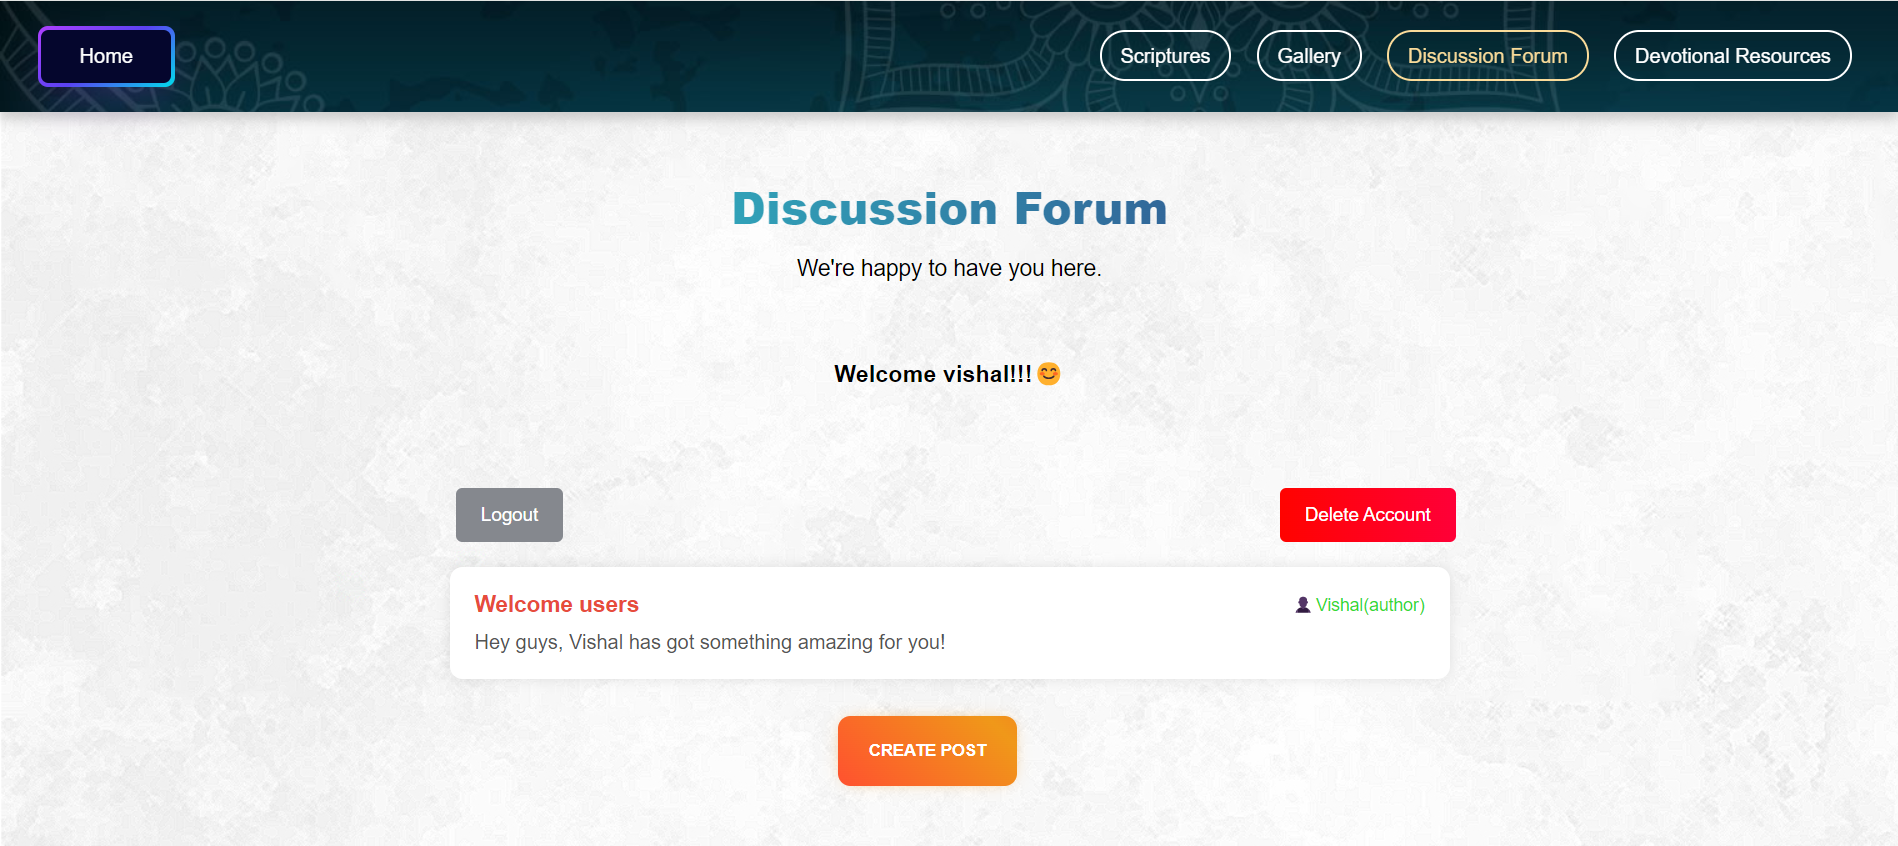 Home
Scriptures
Gallery
Discussion Forum
Devotional Resources
Discussion Forum
We're happy to have you here.
Welcome vishal!!!😊
Logout
Delete Account
Welcome users
👤 Vishal(author)
Hey guys, Vishal has got something amazing for you!
CREATE POST